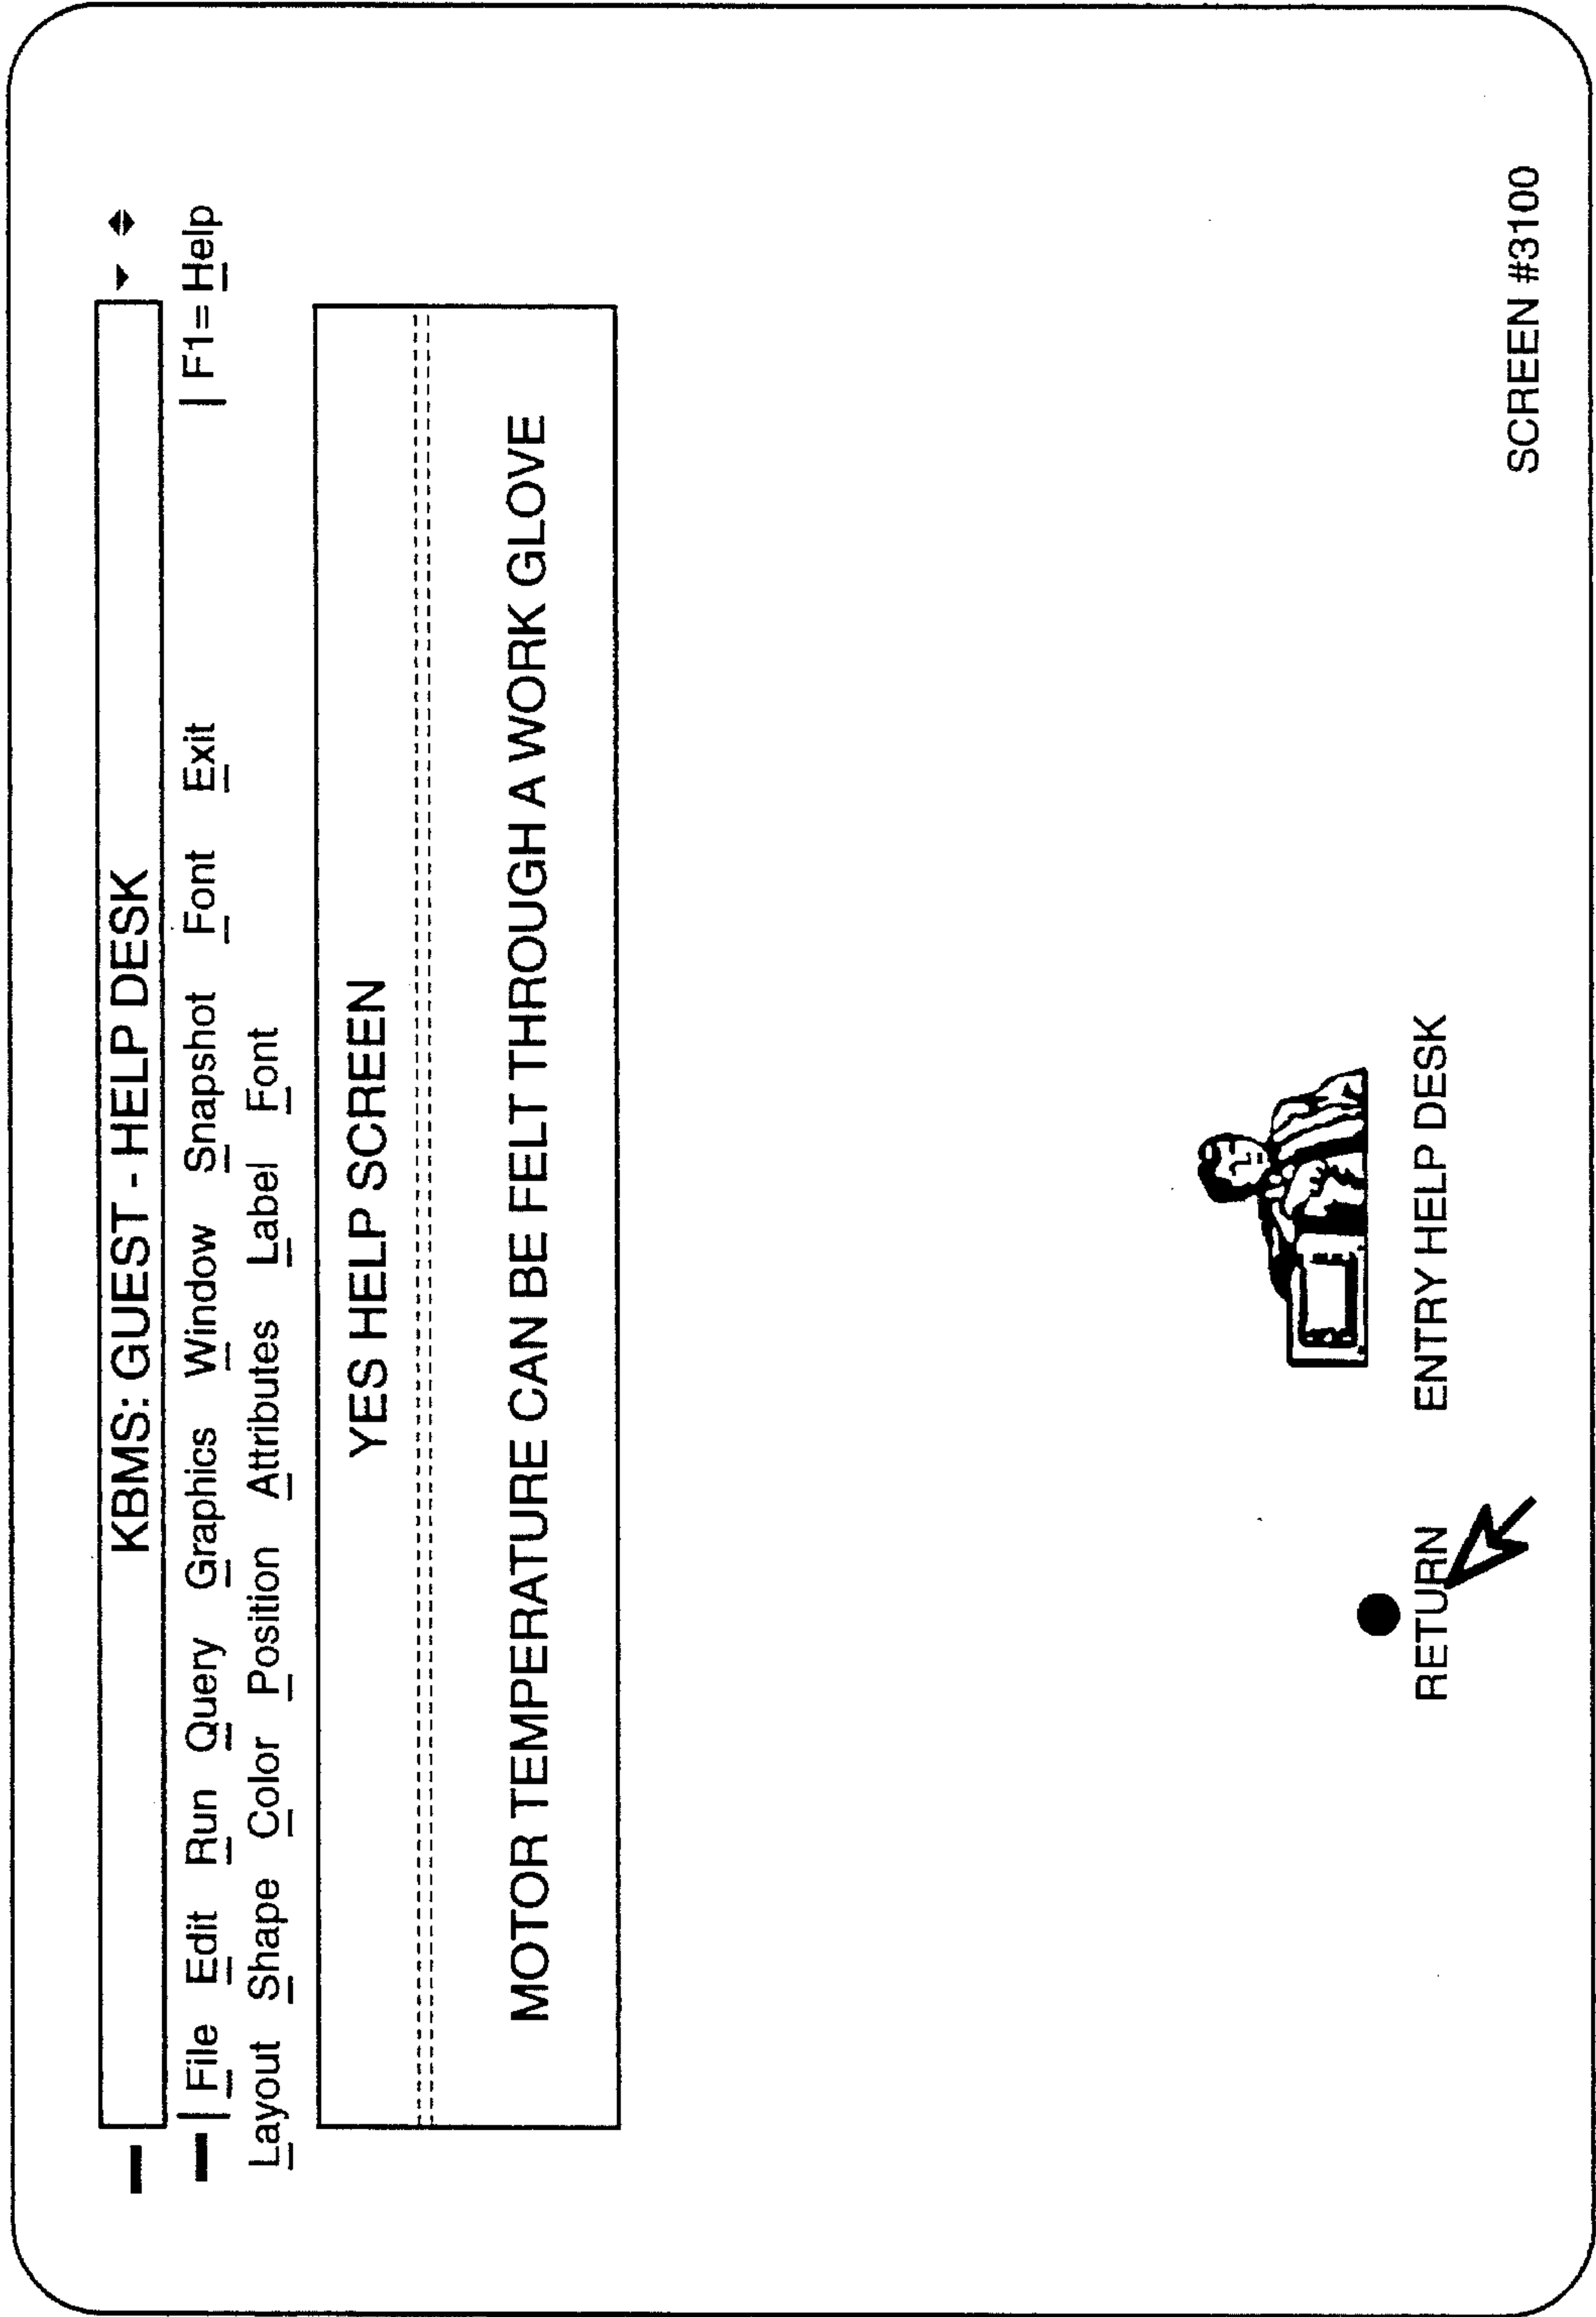 KBMS: GUEST - HELP DESK
File Edit Run Query Graphics Window Snapshot Font Exit | F1= Help
Layout Shape Color Position Attributes Label Font
YES HELP SCREEN
MOTOR TEMPERATURE CAN BE FELT THROUGH A WORK GLOVE
RETURN ENTRY HELP DESK
SCREEN #3100